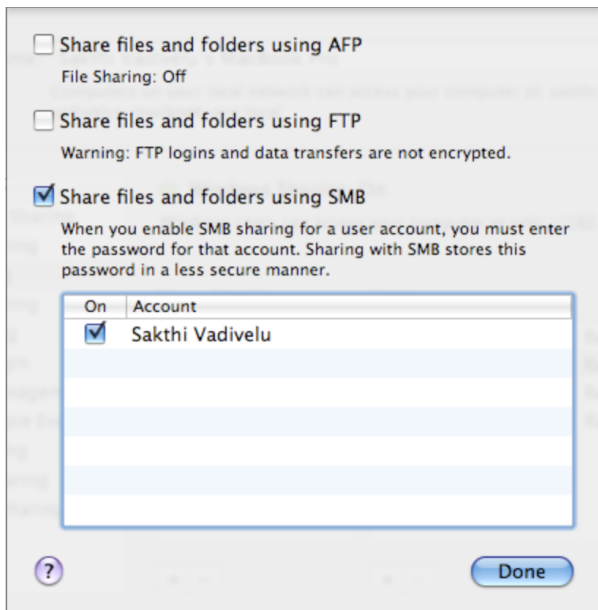 Share files and folders using AFP
File Sharing: Off
Share files and folders using FTP
Warning: FTP logins and data transfers are not encrypted.
Share files and folders using SMB
When you enable SMB sharing for a user account, you must enter
the password for that account. Sharing with SMB stores this
password in a less secure manner.
On Account
Sakthi Vadivelu
?
Done